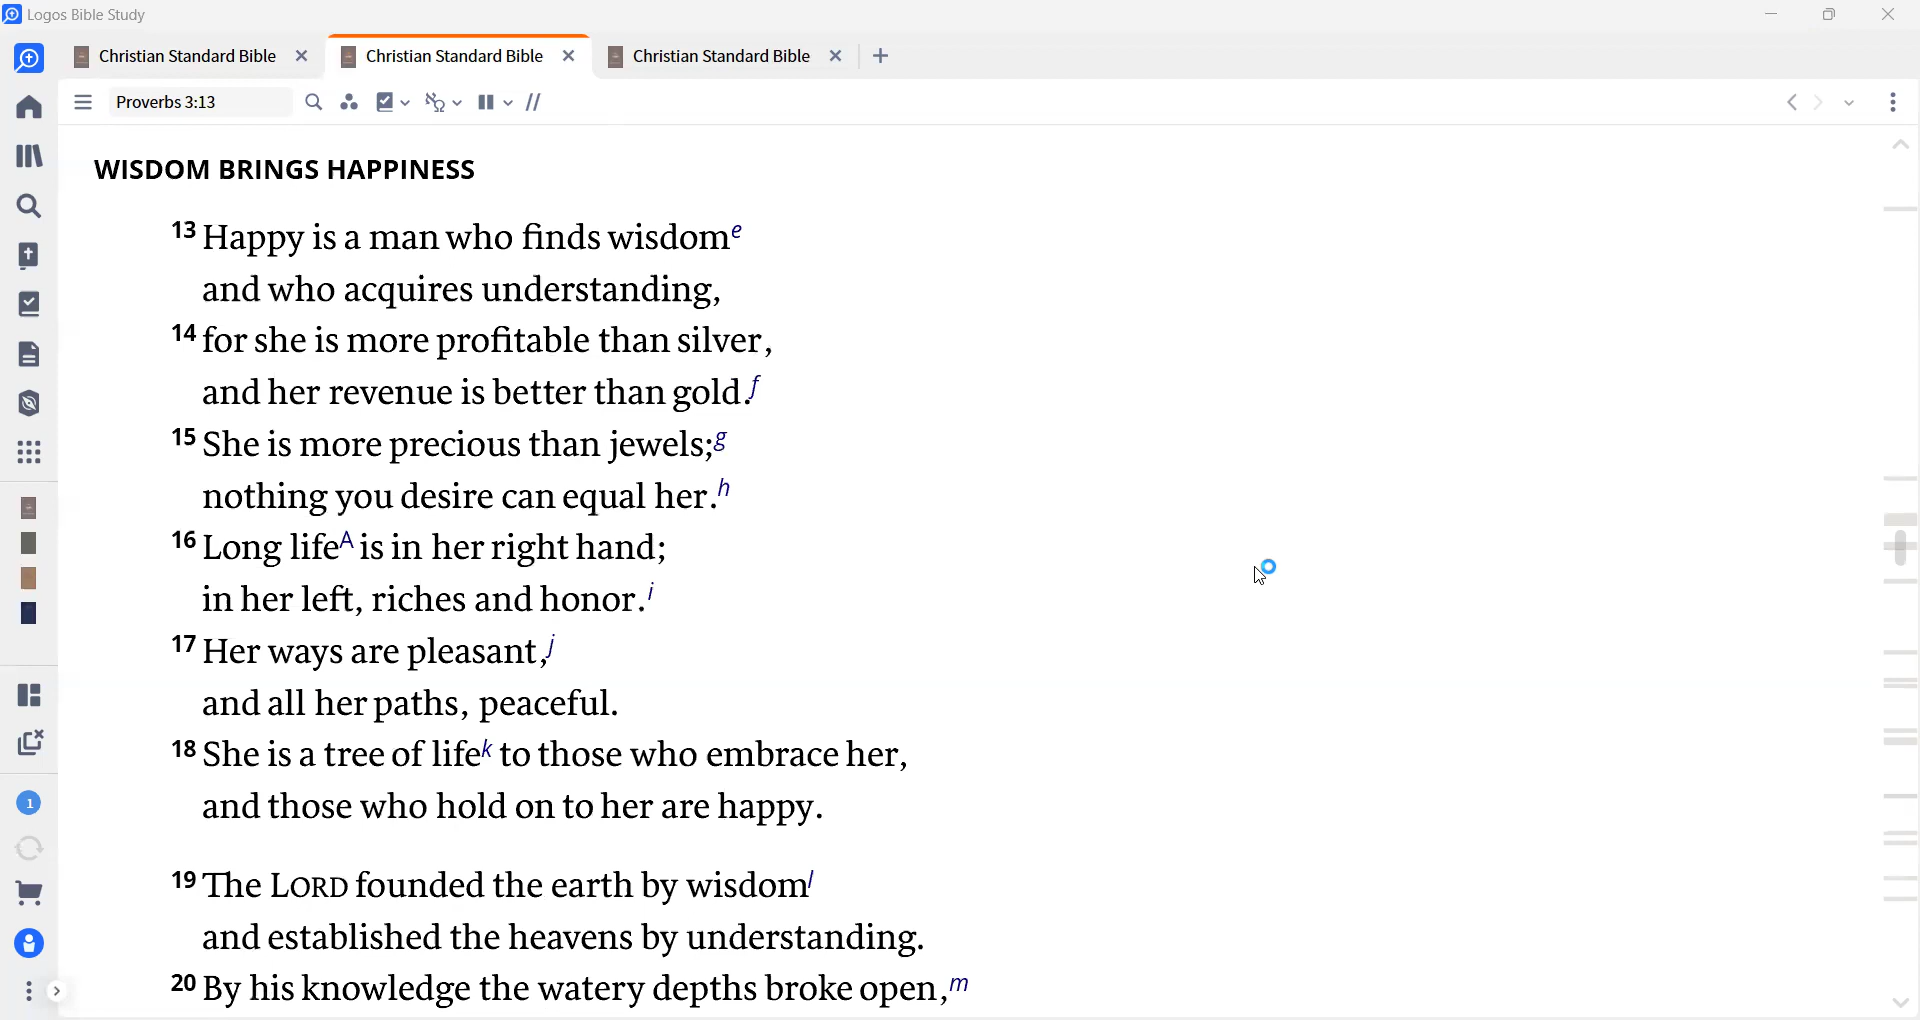 Logos Bible Study
Christian Standard Bible
Christian Standard Bible
Christian Standard Bible
Proverbs 3:13
WISDOM BRINGS HAPPINESS
13 Happy is a man who finds wisdom e
and who acquires understanding,
14 for she is more profitable than silver,
and her revenue is better than gold. f
15 She is more precious than jewels; g
nothing you desire can equal her. h
16 Long life A is in her right hand;
in her left, riches and honor. i
17 Her ways are pleasant, j
and all her paths, peaceful.
18 She is a tree of life k to those who embrace her,
and those who hold on to her are happy.
19 The LORD founded the earth by wisdom l
and established the heavens by understanding.
20 By his knowledge the watery depths broke open, m
1